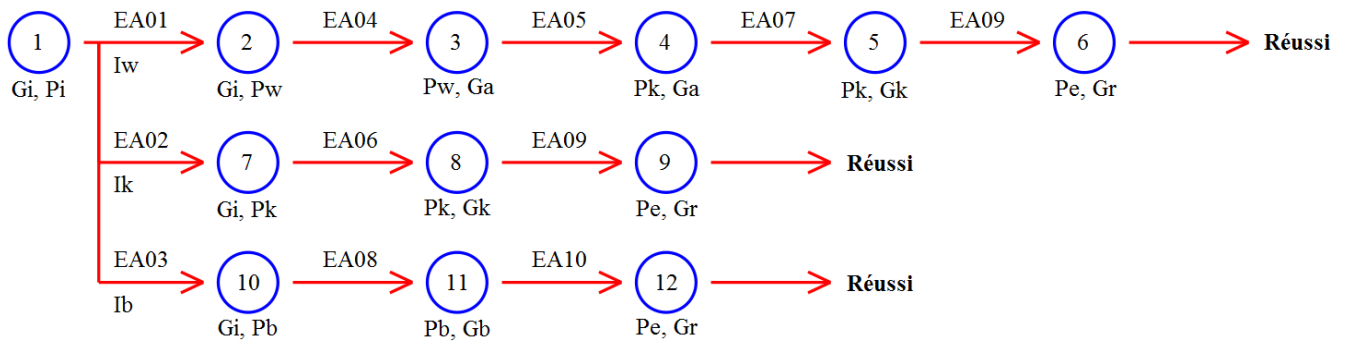 EA01 EA04 EA05 EA07 EA09
1 2 3 4 5 6 Réussi
Iw
Gi, Pi Gi, Pw Pw, Ga Pk, Ga Pk, Gk Pe, Gr
EA02 EA06 EA09
7 8 9 Réussi
Ik
Gi, Pk Pk, Gk Pe, Gr
EA03 EA08 EA10
10 11 12 Réussi
Ib
Gi, Pb Pb, Gb Pe, Gr